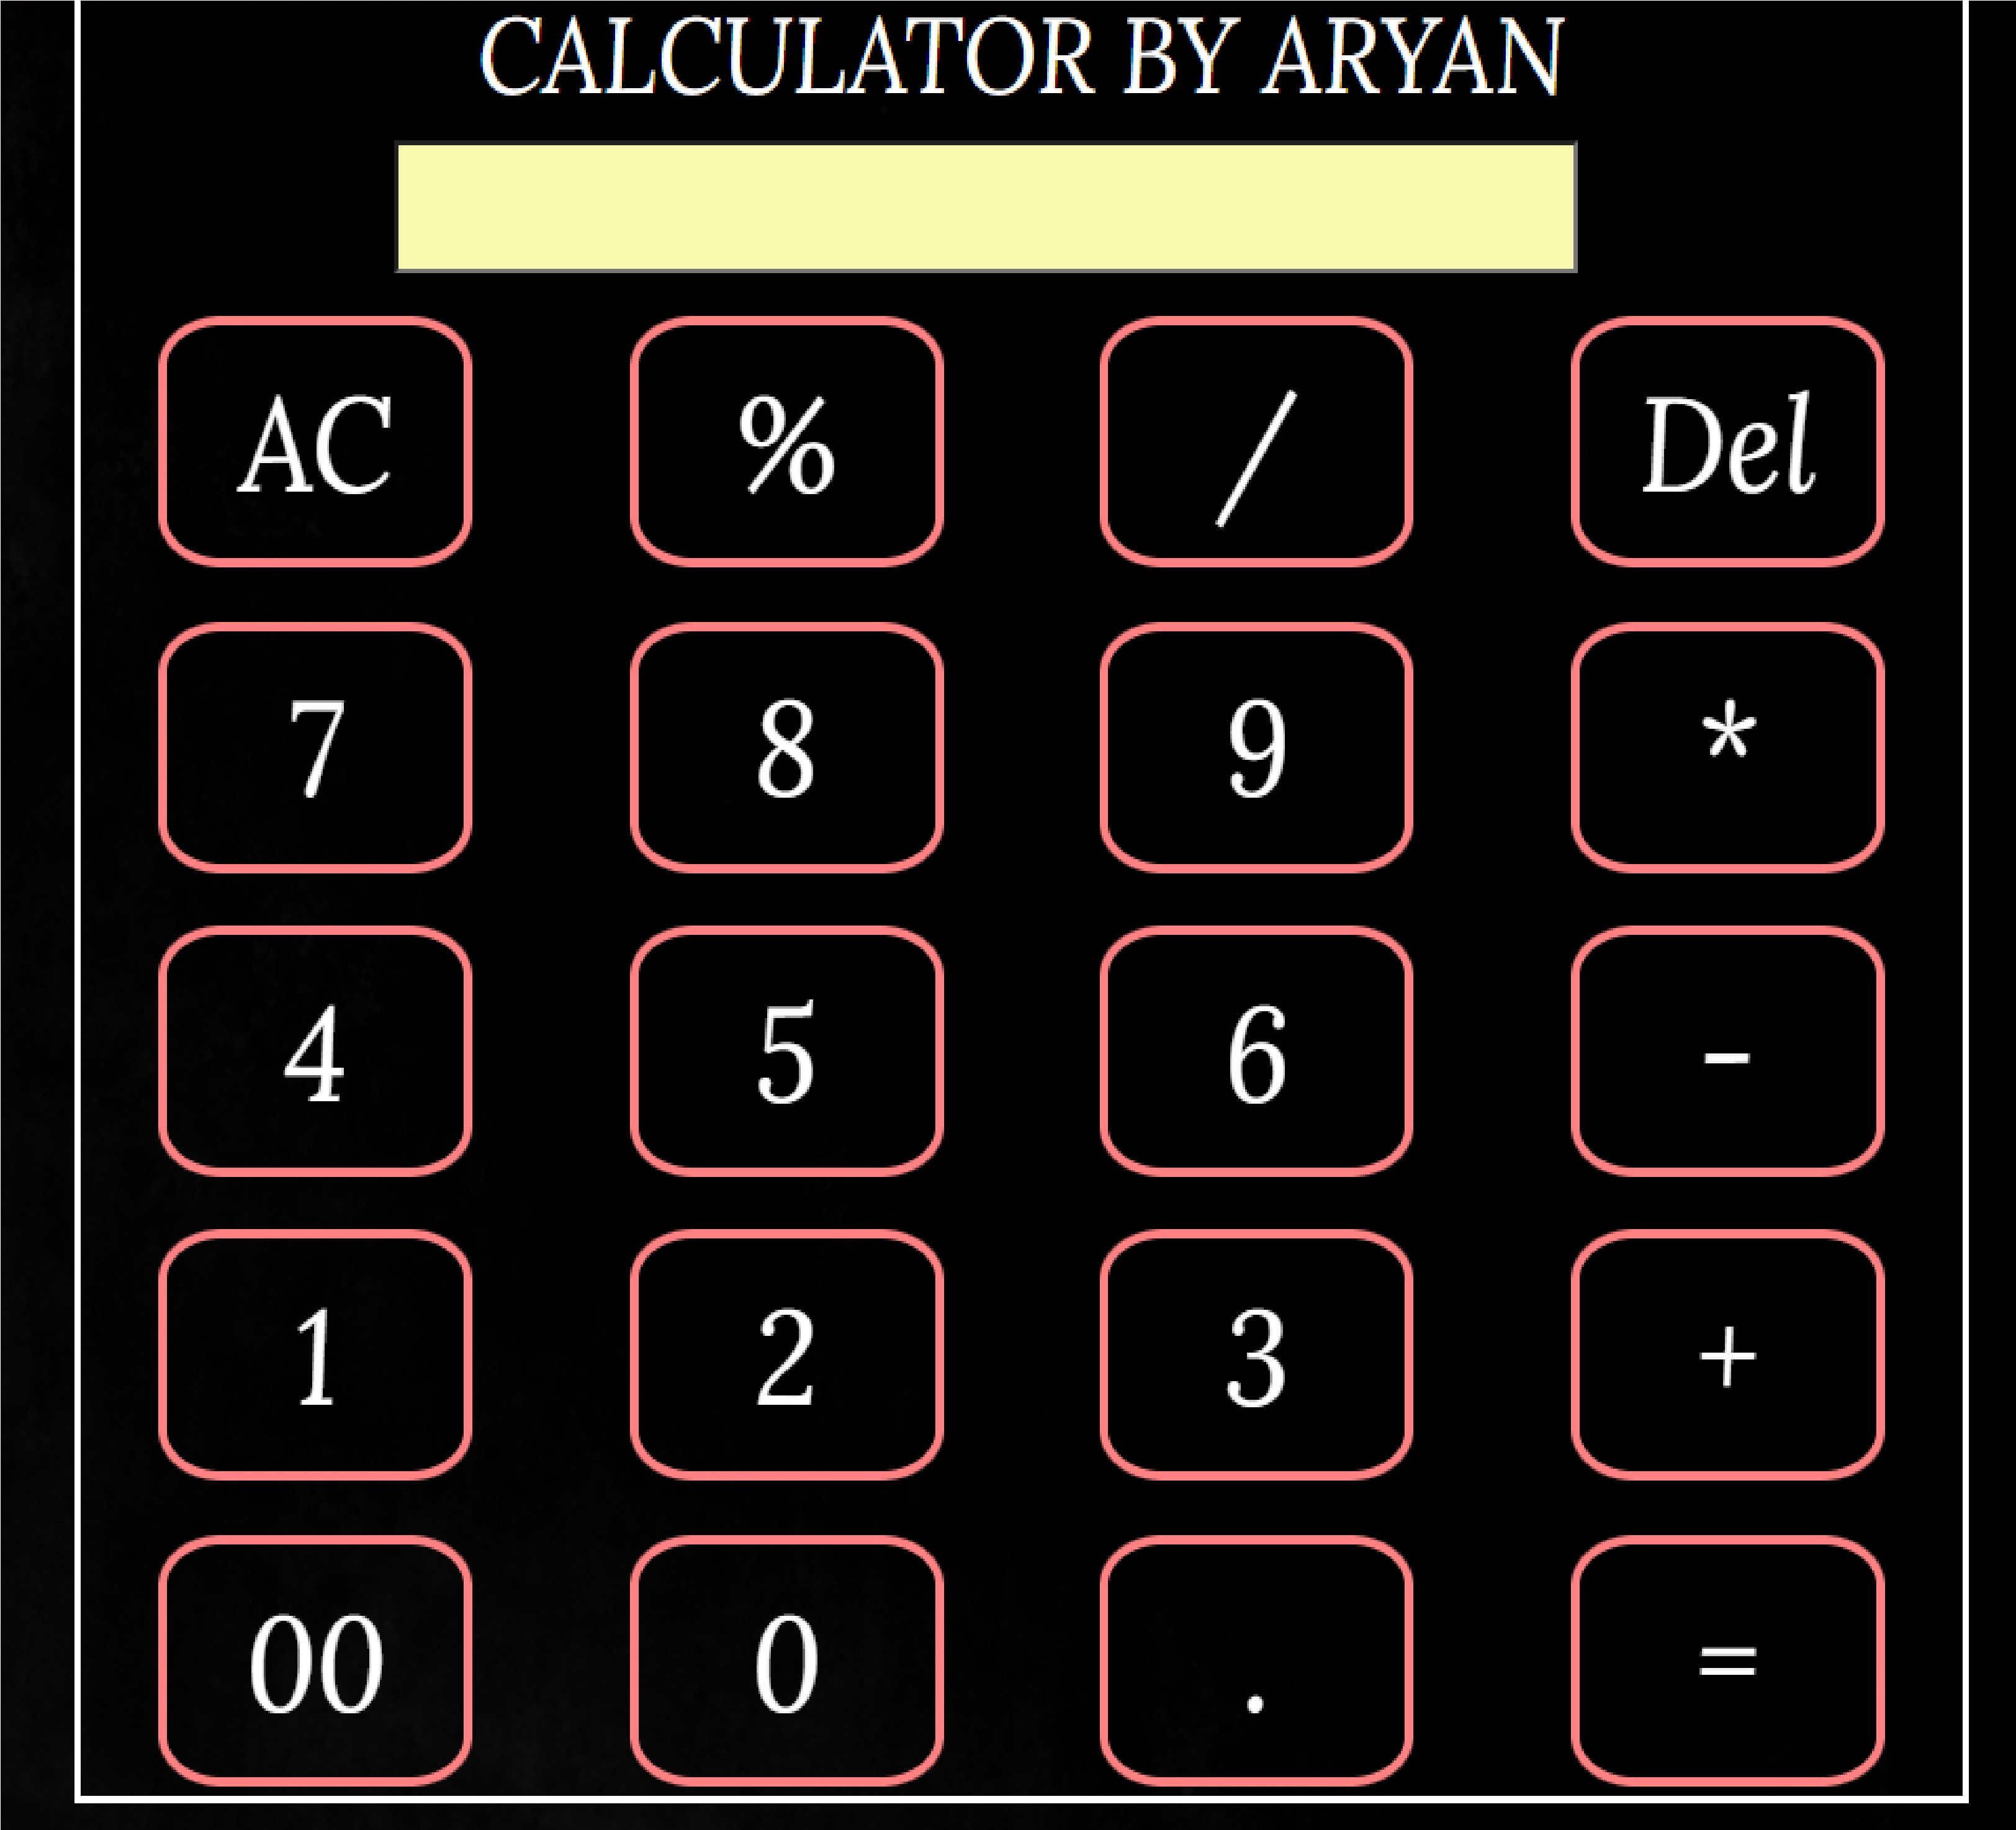 CALCULATOR BY ARYAN
AC % / Del
7 8 9 *
4 5 6 -
1 2 3 +
00 0 . =